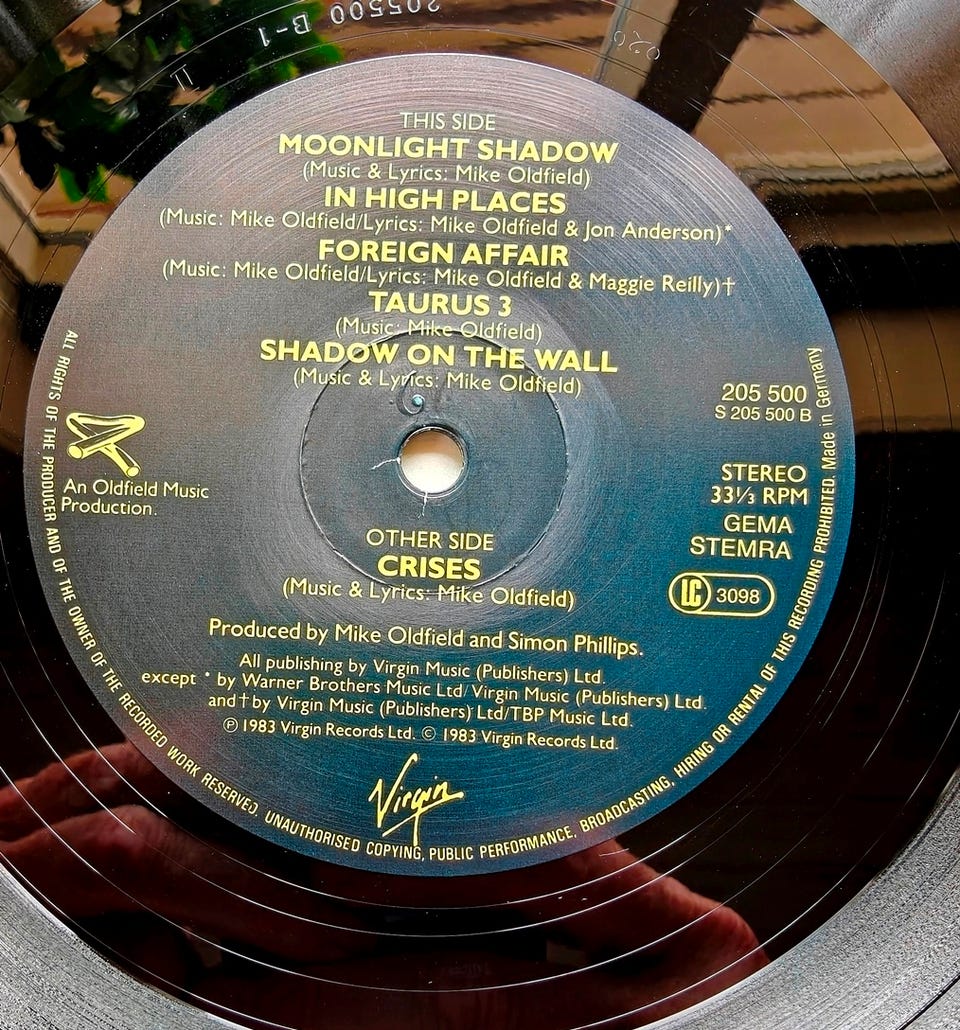 205500 B-1
THIS SIDE
MOONLIGHT SHADOW
(Music & Lyrics: Mike Oldfield)
IN HIGH PLACES
(Music: Mike Oldfield/Lyrics: Mike Oldfield & Jon Anderson)*
FOREIGN AFFAIR
(Music: Mike Oldfield/Lyrics: Mike Oldfield & Maggie Reilly)†
TAURUS 3
(Music: Mike Oldfield)
SHADOW ON THE WALL
(Music & Lyrics: Mike Oldfield)
205 500
S 205 500 B
An Oldfield Music
Production.
STEREO
33⅓ RPM
GEMA
STEMRA
LC 3098
OTHER SIDE
CRISES
(Music & Lyrics: Mike Oldfield)
Produced by Mike Oldfield and Simon Phillips.
All publishing by Virgin Music (Publishers) Ltd.
except * by Warner Brothers Music Ltd/Virgin Music (Publishers) Ltd.
and † by Virgin Music (Publishers) Ltd/TBP Music Ltd.
℗ 1983 Virgin Records Ltd. © 1983 Virgin Records Ltd.
Virgin
ALL RIGHTS OF THE PRODUCER AND OF THE OWNER OF THE RECORDED WORK RESERVED. UNAUTHORISED COPYING, PUBLIC PERFORMANCE, BROADCASTING, HIRING OR RENTAL OF THIS RECORDING PROHIBITED. Made in Germany